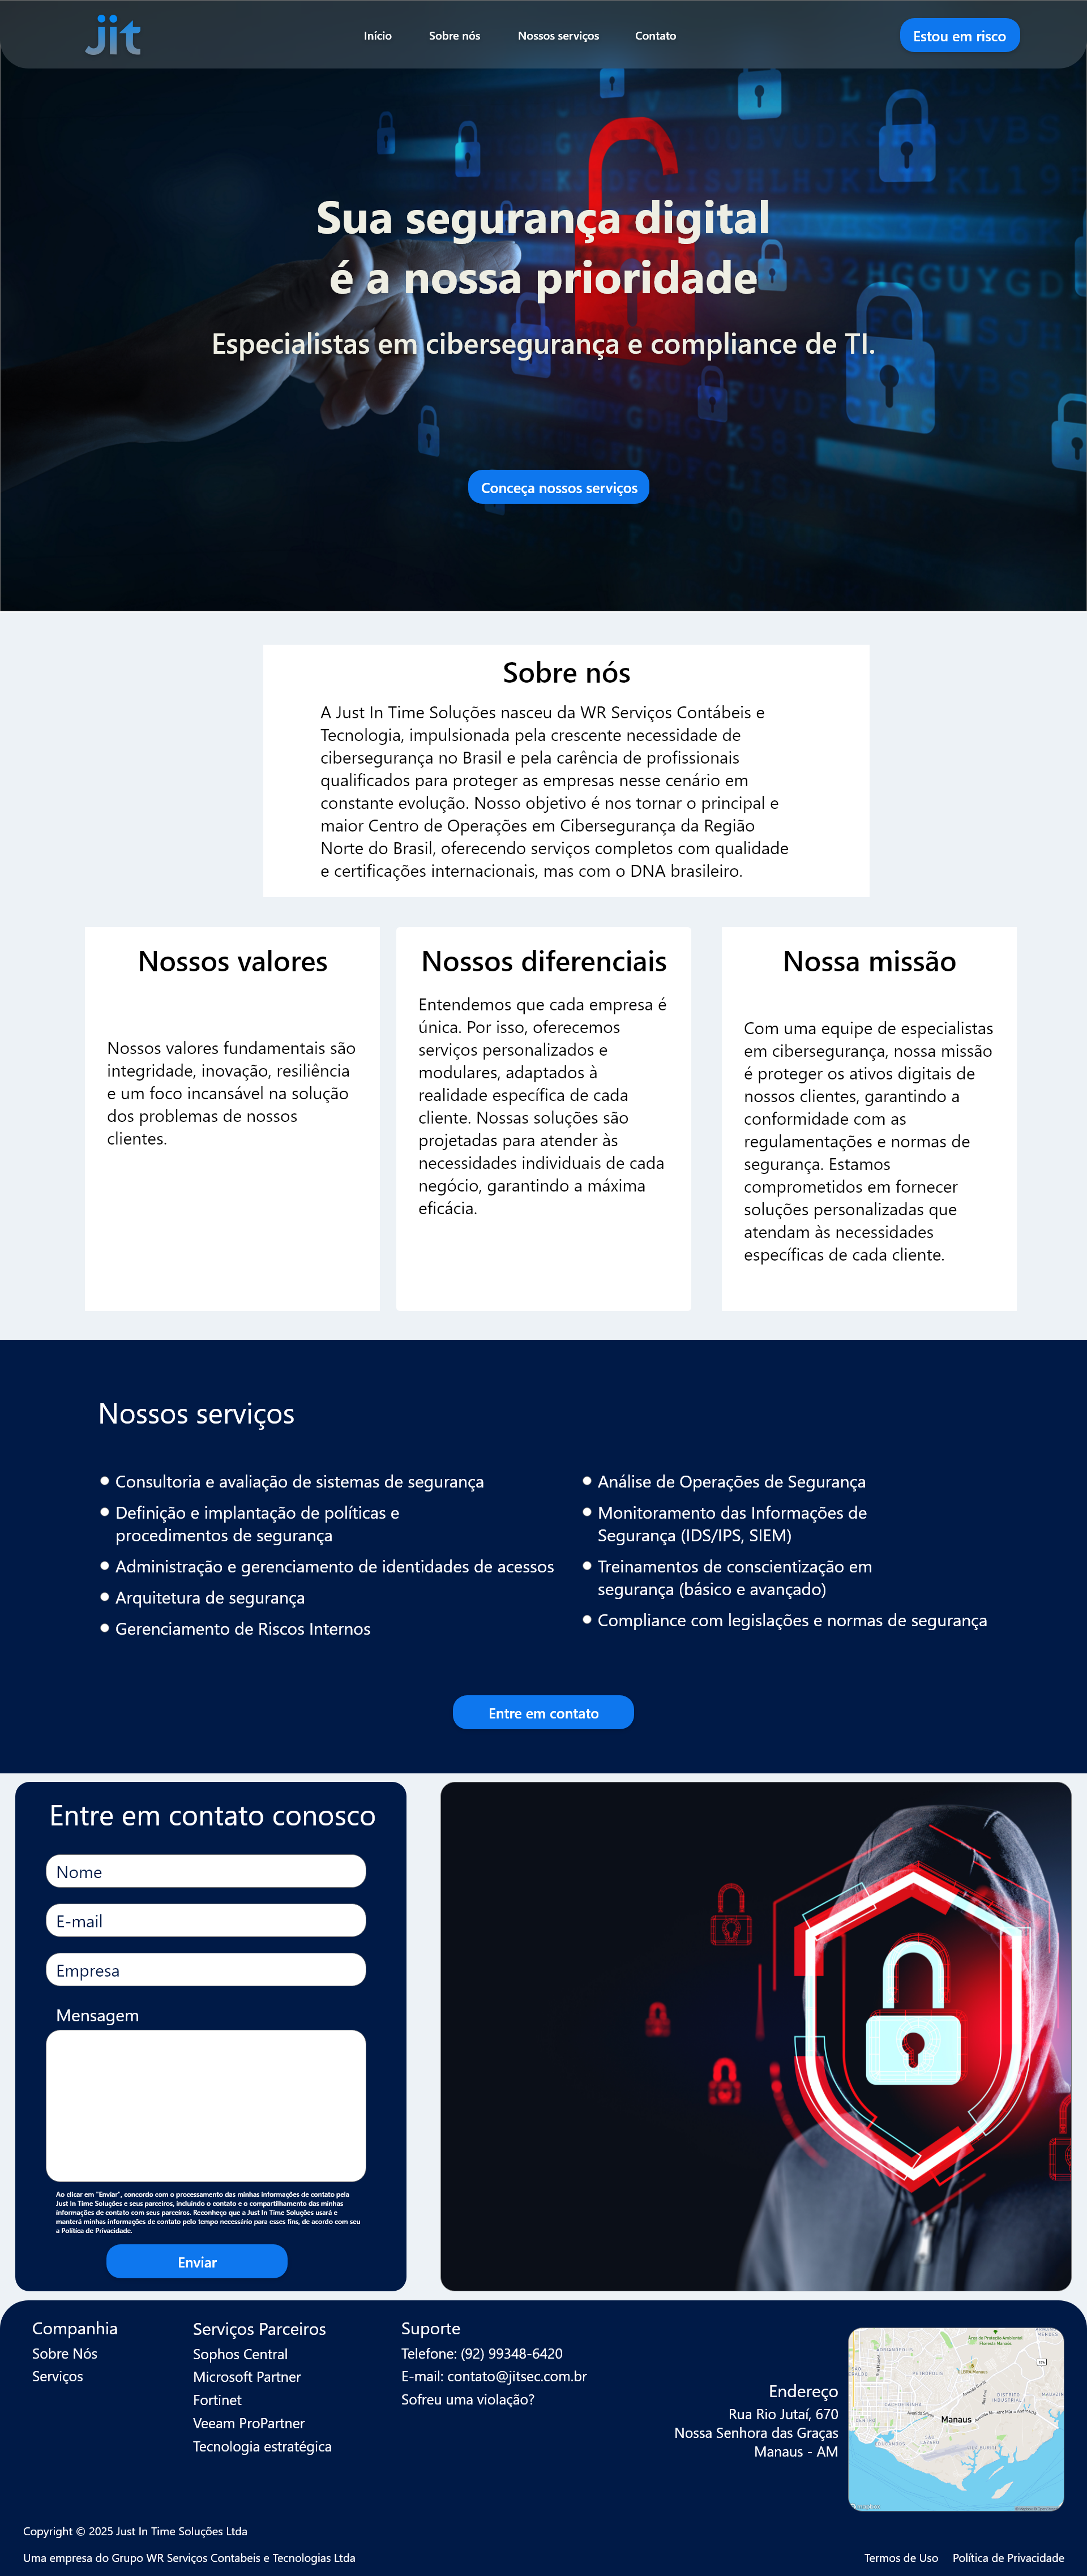 jit
Início
Sobre nós
Nossos serviços
Contato
Estou em risco
Sua segurança digital
é a nossa prioridade
Especialistas em cibersegurança e compliance de TI.
Conceça nossos serviços
Sobre nós
A Just In Time Soluções nasceu da WR Serviços Contábeis e
Tecnologia, impulsionada pela crescente necessidade de
cibersegurança no Brasil e pela carência de profissionais
qualificados para proteger as empresas nesse cenário em
constante evolução. Nosso objetivo é nos tornar o principal e
maior Centro de Operações em Cibersegurança da Região
Norte do Brasil, oferecendo serviços completos com qualidade
e certificações internacionais, mas com o DNA brasileiro.
Nossos valores
Nossos valores fundamentais são
integridade, inovação, resiliência
e um foco incansável na solução
dos problemas de nossos
clientes.
Nossos diferenciais
Entendemos que cada empresa é
única. Por isso, oferecemos
serviços personalizados e
modulares, adaptados à
realidade específica de cada
cliente. Nossas soluções são
projetadas para atender às
necessidades individuais de cada
negócio, garantindo a máxima
eficácia.
Nossa missão
Com uma equipe de especialistas
em cibersegurança, nossa missão
é proteger os ativos digitais de
nossos clientes, garantindo a
conformidade com as
regulamentações e normas de
segurança. Estamos
comprometidos em fornecer
soluções personalizadas que
atendam às necessidades
específicas de cada cliente.
Nossos serviços
Consultoria e avaliação de sistemas de segurança
Definição e implantação de políticas e
procedimentos de segurança
Administração e gerenciamento de identidades de acessos
Arquitetura de segurança
Gerenciamento de Riscos Internos
Análise de Operações de Segurança
Monitoramento das Informações de
Segurança (IDS/IPS, SIEM)
Treinamentos de conscientização em
segurança (básico e avançado)
Compliance com legislações e normas de segurança
Entre em contato
Entre em contato conosco
Nome
E-mail
Empresa
Mensagem
Ao clicar em "Enviar", concordo com o processamento das minhas informações de contato pela
Just In Time Soluções e seus parceiros, incluindo o contato e o compartilhamento das minhas
informações de contato com seus parceiros. Reconheço que a Just In Time Soluções usará e
manterá minhas informações de contato pelo tempo necessário para esses fins, de acordo com seu
a Política de Privacidade.
Enviar
Companhia
Sobre Nós
Serviços
Serviços Parceiros
Sophos Central
Microsoft Partner
Fortinet
Veeam ProPartner
Tecnologia estratégica
Suporte
Telefone: (92) 99348-6420
E-mail: contato@jitsec.com.br
Sofreu uma violação?
Endereço
Rua Rio Jutaí, 670
Nossa Senhora das Graças
Manaus - AM
Manaus
Copyright © 2025 Just In Time Soluções Ltda
Uma empresa do Grupo WR Serviços Contabeis e Tecnologias Ltda
Termos de Uso
Política de Privacidade